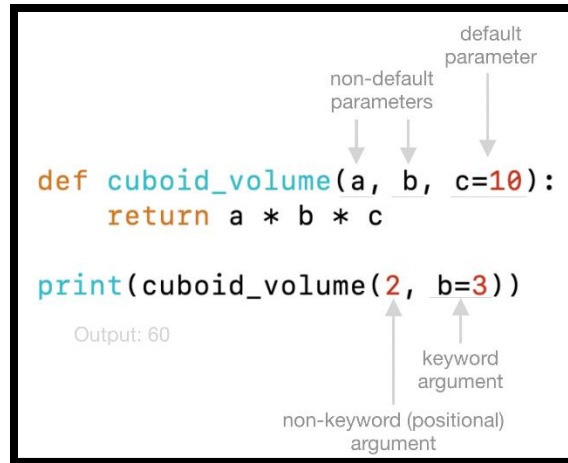 default
parameter
non-default
parameters
def cuboid_volume(a, b, c=10):
    return a * b * c
print(cuboid_volume(2, b=3))
Output: 60
keyword
argument
non-keyword (positional)
argument